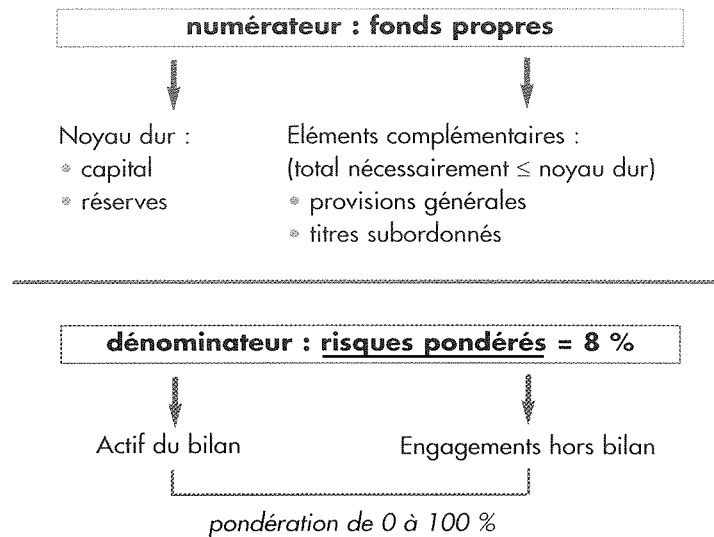 numérateur : fonds propres
Noyau dur :
• capital
• réserves
Eléments complémentaires :
(total nécessairement ≤ noyau dur)
• provisions générales
• titres subordonnés
dénominateur : risques pondérés = 8 %
Actif du bilan
Engagements hors bilan
pondération de 0 à 100 %